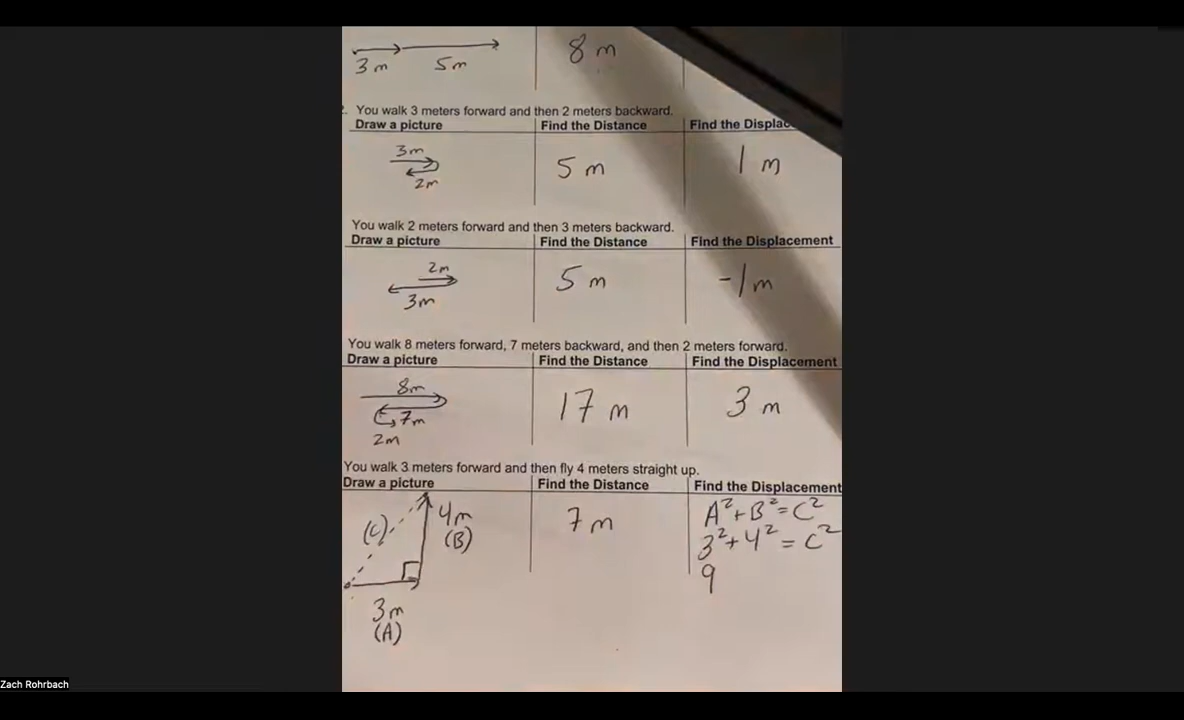 3 m 5 m 8 m
. You walk 3 meters forward and then 2 meters backward.
Draw a picture Find the Distance Find the
3m
2m
5 m 1 m
You walk 2 meters forward and then 3 meters backward.
Draw a picture Find the Distance Find the Displacement
2m
3m
5 m -1 m
You walk 8 meters forward, 7 meters backward, and then 2 meters forward.
Draw a picture Find the Distance Find the Displacement
8m
7m
2m
17 m 3 m
You walk 3 meters forward and then fly 4 meters straight up.
Draw a picture Find the Distance Find the Displacement
(C) 4m
(B)
3m
(A)
7 m
A²+B²=C²
3²+4²=C²
9
Zach Rohrbach